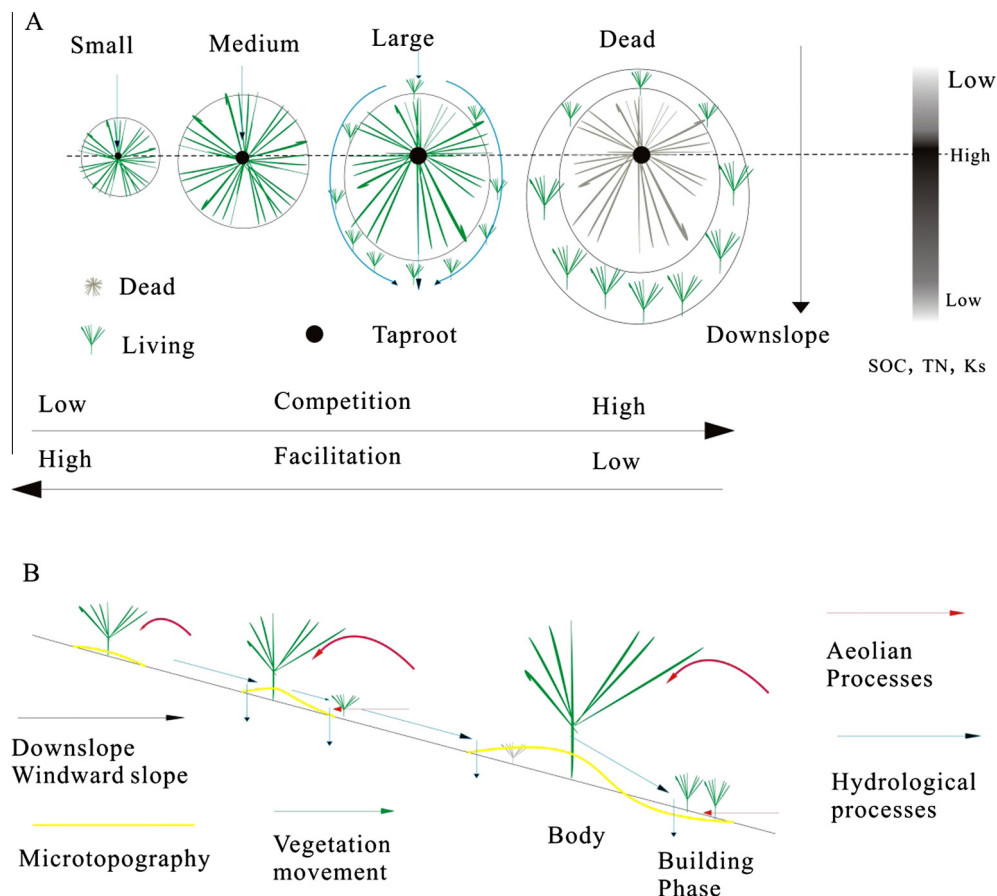 A
Small
Medium
Large
Dead
Low
High
Low
SOC, TN, Ks
Dead
Living
Taproot
Downslope
Low
Competition
High
High
Facilitation
Low
B
Aeolian
Processes
Downslope
Windward slope
Hydrological
processes
Microtopography
Vegetation
movement
Body
Building
Phase